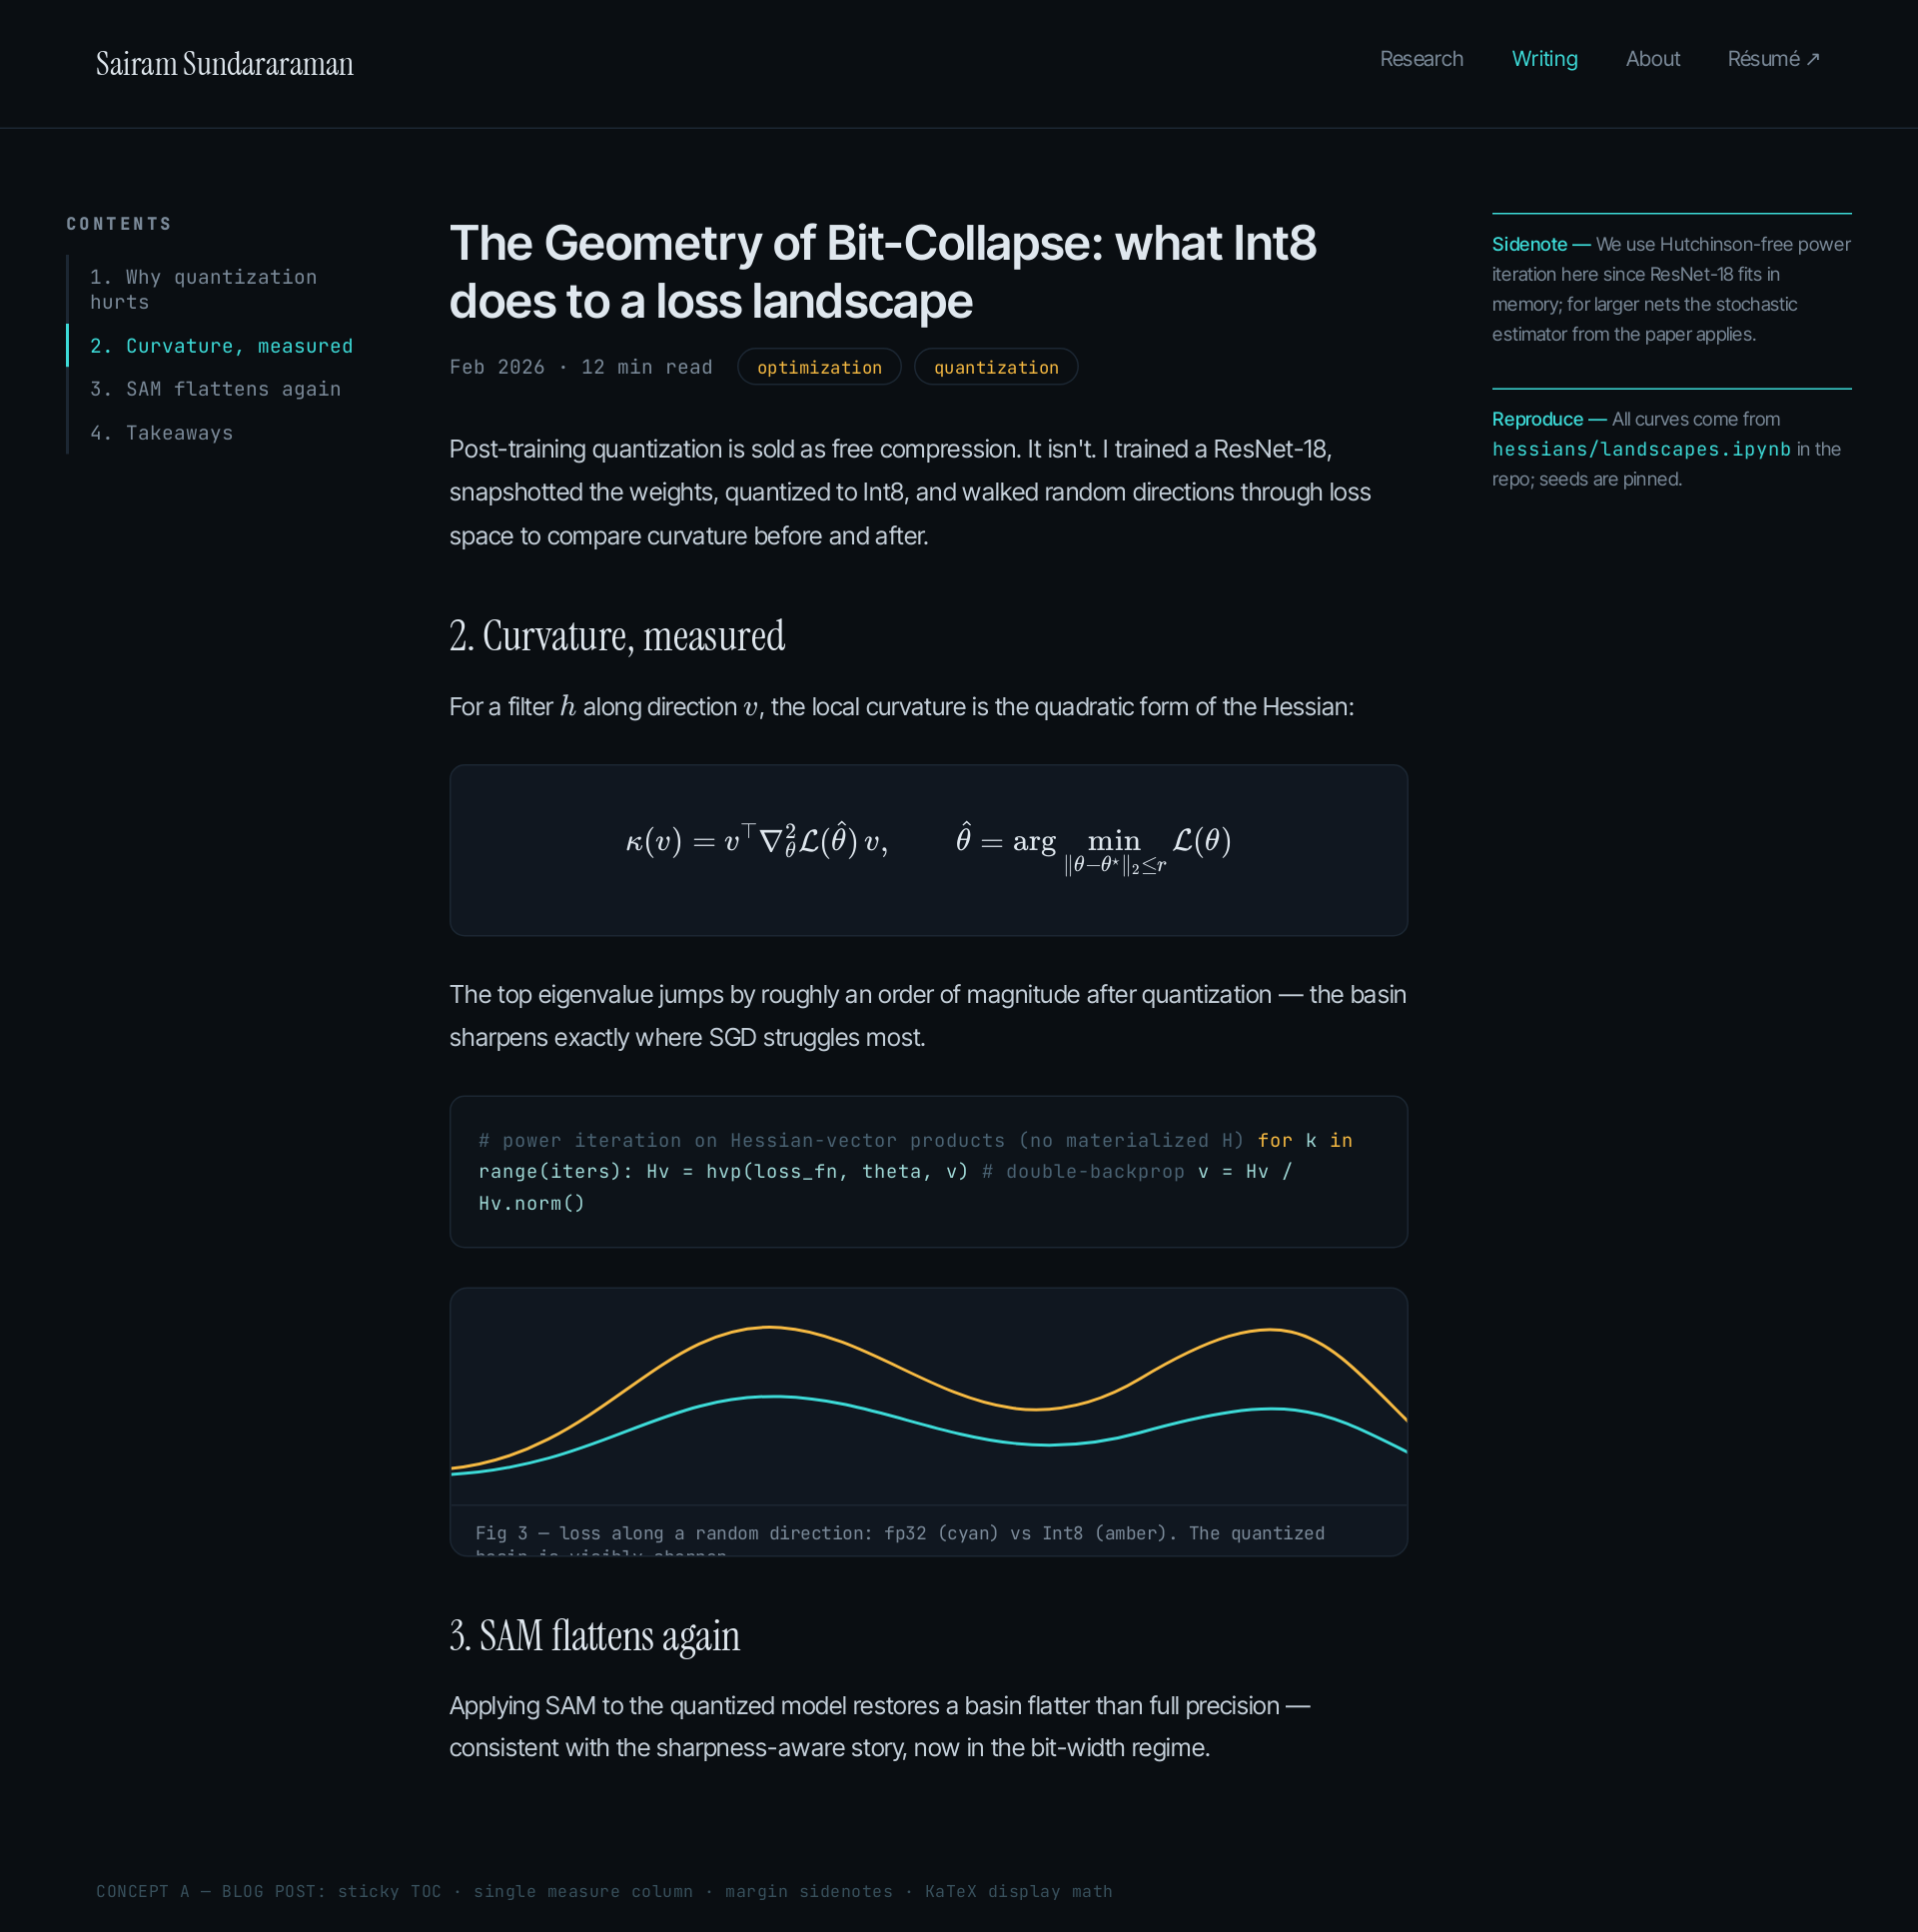 Sairam Sundararaman
Research
Writing
About
Résumé ↗
CONTENTS
1. Why quantization
hurts
2. Curvature, measured
3. SAM flattens again
4. Takeaways
The Geometry of Bit-Collapse: what Int8
does to a loss landscape
Feb 2026 · 12 min read
optimization
quantization
Post-training quantization is sold as free compression. It isn't. I trained a ResNet-18,
snapshotted the weights, quantized to Int8, and walked random directions through loss
space to compare curvature before and after.
2. Curvature, measured
For a filter h along direction v, the local curvature is the quadratic form of the Hessian:
κ(v) = v⊤∇²θℒ(θ̂) v, θ̂ = arg min ℒ(θ)
‖θ−θ⋆‖₂≤r
The top eigenvalue jumps by roughly an order of magnitude after quantization — the basin
sharpens exactly where SGD struggles most.
# power iteration on Hessian-vector products (no materialized H) for k in
range(iters): Hv = hvp(loss_fn, theta, v) # double-backprop v = Hv /
Hv.norm()
Fig 3 — loss along a random direction: fp32 (cyan) vs Int8 (amber). The quantized
3. SAM flattens again
Applying SAM to the quantized model restores a basin flatter than full precision —
consistent with the sharpness-aware story, now in the bit-width regime.
Sidenote — We use Hutchinson-free power
iteration here since ResNet-18 fits in
memory; for larger nets the stochastic
estimator from the paper applies.
Reproduce — All curves come from
hessians/landscapes.ipynb in the
repo; seeds are pinned.
CONCEPT A — BLOG POST: sticky TOC · single measure column · margin sidenotes · KaTeX display math